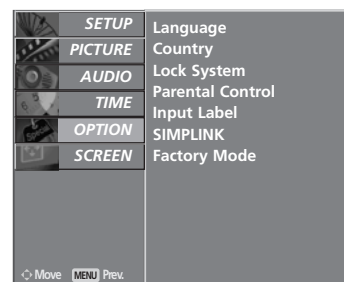 SETUP
PICTURE
AUDIO
TIME
OPTION
SCREEN
Language
Country
Lock System
Parental Control
Input Label
SIMPLINK
Factory Mode
Move MENU Prev.